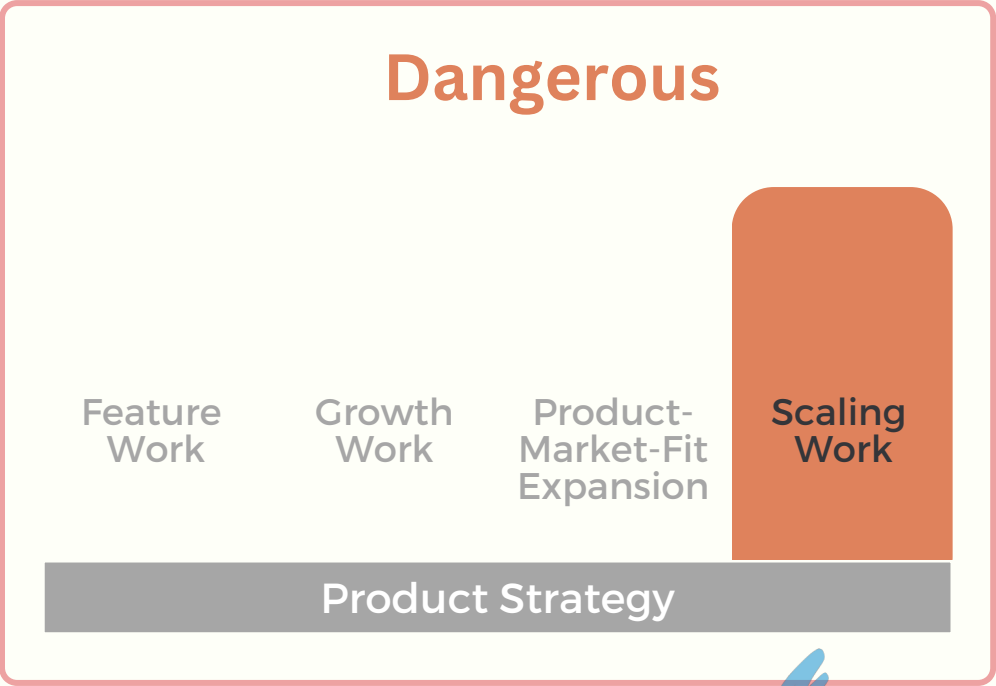 Dangerous
Feature
Work
Growth
Work
Product-
Market-Fit
Expansion
Scaling
Work
Product Strategy